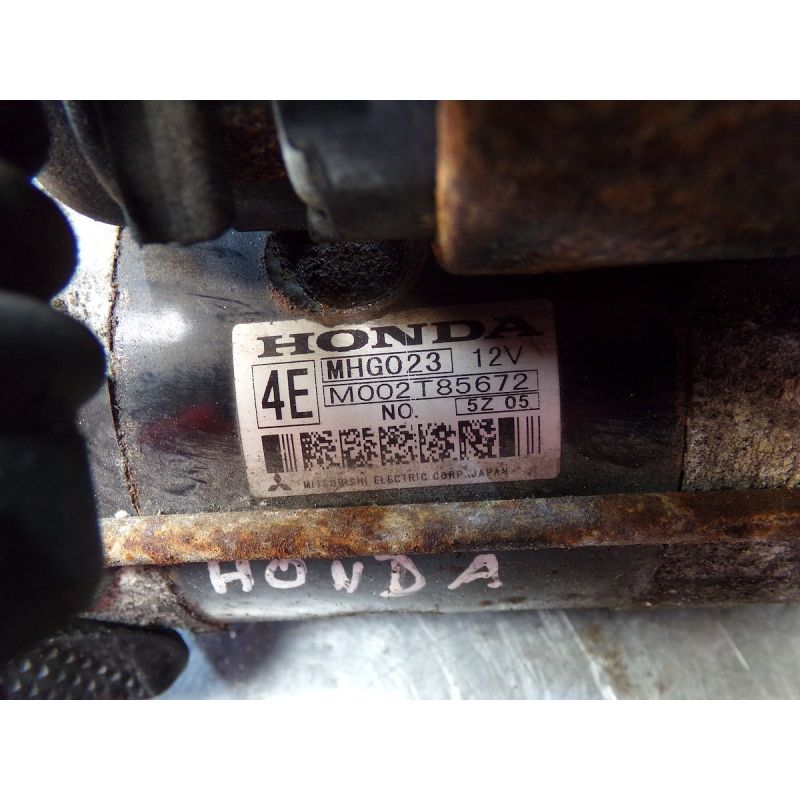 HONDA
4E MHG023 12V
M002T85672
NO. 5Z 05
MITSUBISHI ELECTRIC CORP. JAPAN
HONDA